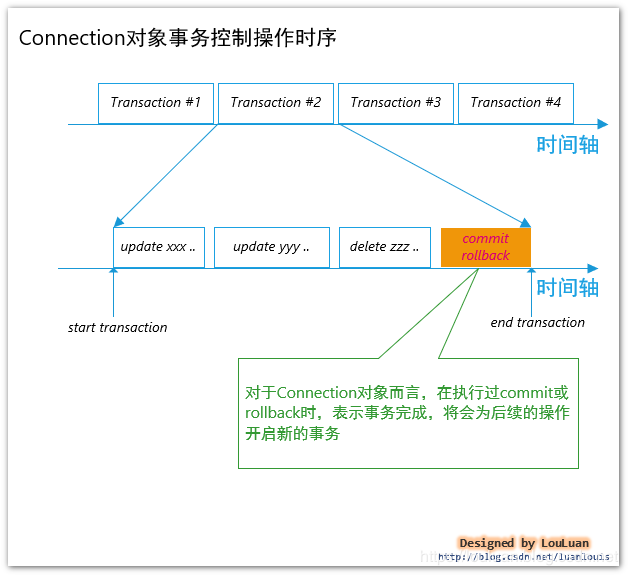 Connection对象事务控制操作时序
Transaction #1 Transaction #2 Transaction #3 Transaction #4
时间轴
update xxx .. update yyy .. delete zzz .. commit
rollback
时间轴
start transaction
end transaction
对于Connection对象而言，在执行过commit或
rollback时，表示事务完成，将会为后续的操作
开启新的事务
Designed by LouLuan
http://blog.csdn.net/luanlouis